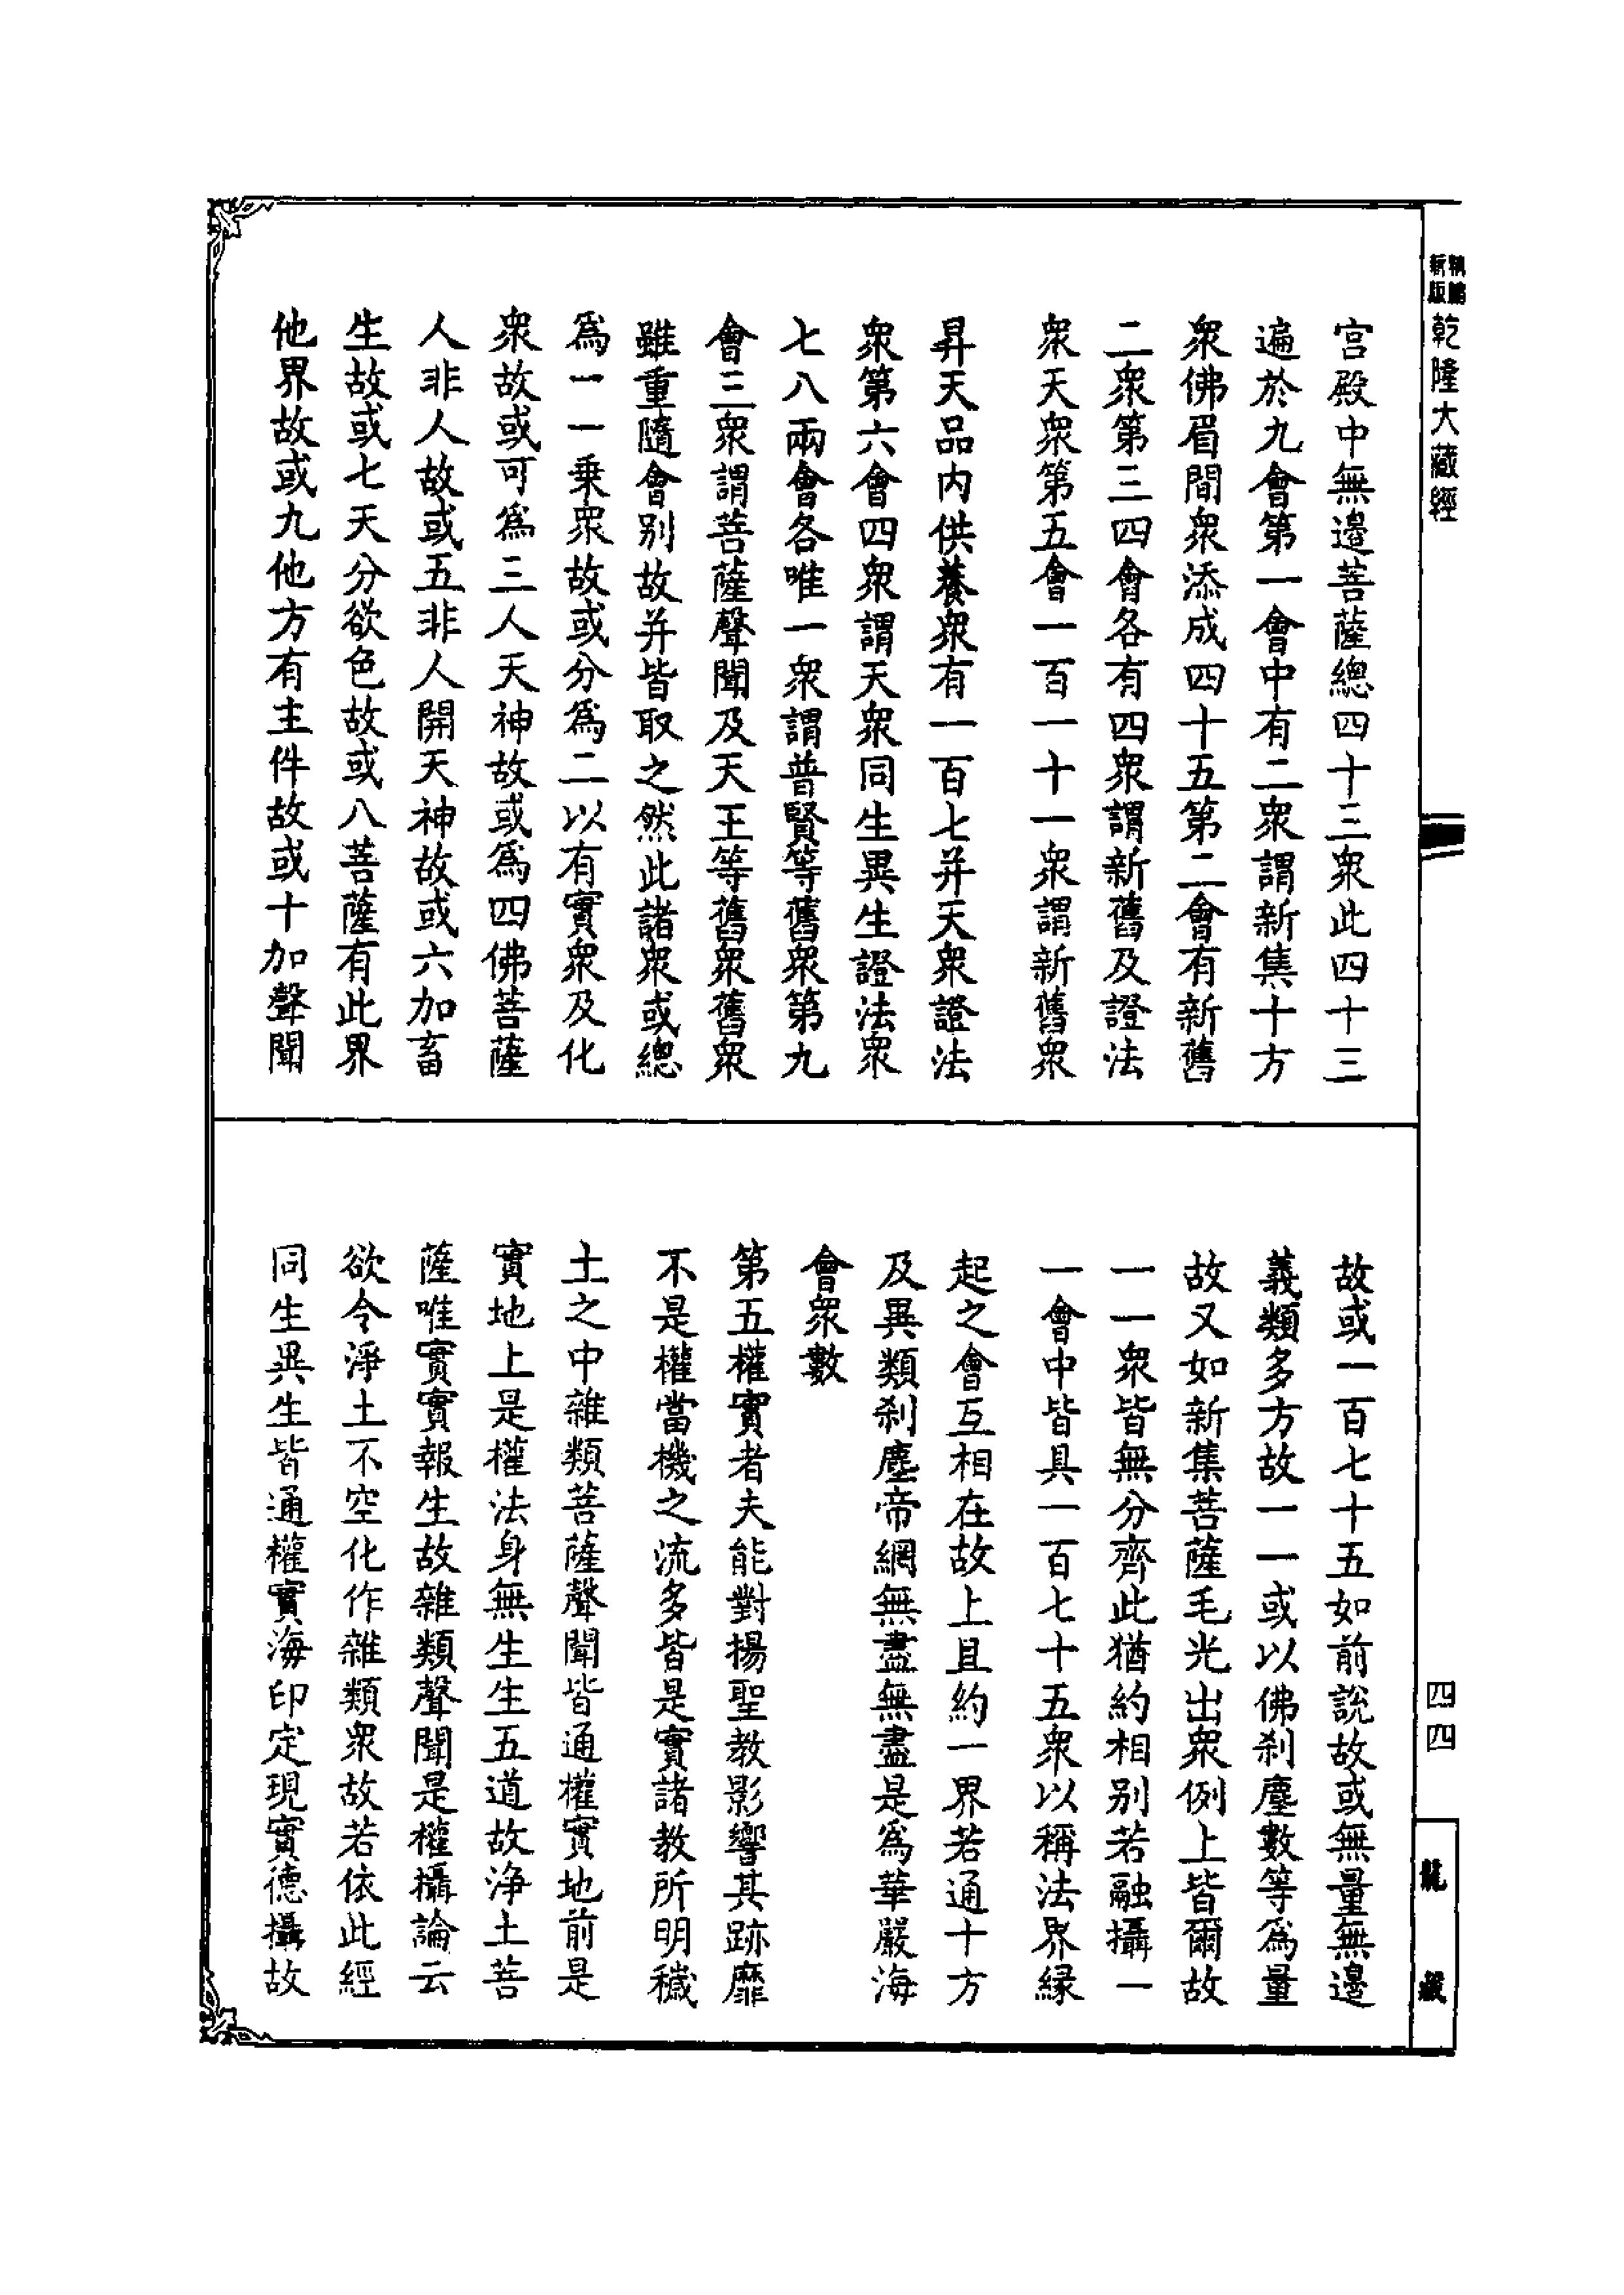 新版
乾隆大藏經
宮殿中無邊菩薩總四十三衆此四十三
遍於九會第一會中有二衆謂新集十方
衆佛眉間衆添成四十五第二會有新舊
二衆第三四會各有四衆謂新舊及證法
衆天衆第五會一百一十一衆謂新舊衆
昇天品内供養衆有一百七并天衆證法
衆第六會四衆謂天衆同生異生證法衆
七八兩會各唯一衆謂普賢等舊衆第九
會三衆謂菩薩聲聞及天王等舊衆舊衆
雖重隨會别故并皆取之然此諸衆或總
爲一一乗衆故或分爲二以有實衆及化
衆故或可爲三人天神故或爲四佛菩薩
人非人故或五非人開天神故或六加畜
生故或七天分欲色故或八菩薩有此界
他界故或九他方有主件故或十加聲聞
故或一百七十五如前說故或無量無邊
義類多方故一一或以佛刹塵數等爲量
故又如新集菩薩毛光出衆例上皆爾故
一一衆皆無分齊此猶約相别若融攝一
一會中皆具一百七十五衆以稱法界緣
起之會互相在故上且約一界若通十方
及異類刹塵帝網無盡無盡是爲華嚴海
會衆數
第五權實者夫能對揚聖教影響其跡靡
不是權當機之流多皆是實諸教所明穢
土之中雜類菩薩聲聞皆通權實地前是
實地上是權法身無生生五道故淨土菩
薩唯實實報生故雜類聲聞是權攝論云
欲令淨土不空化作雜類衆故若依此經
同生異生皆通權實海印定現實德攝故
四四
龍藏